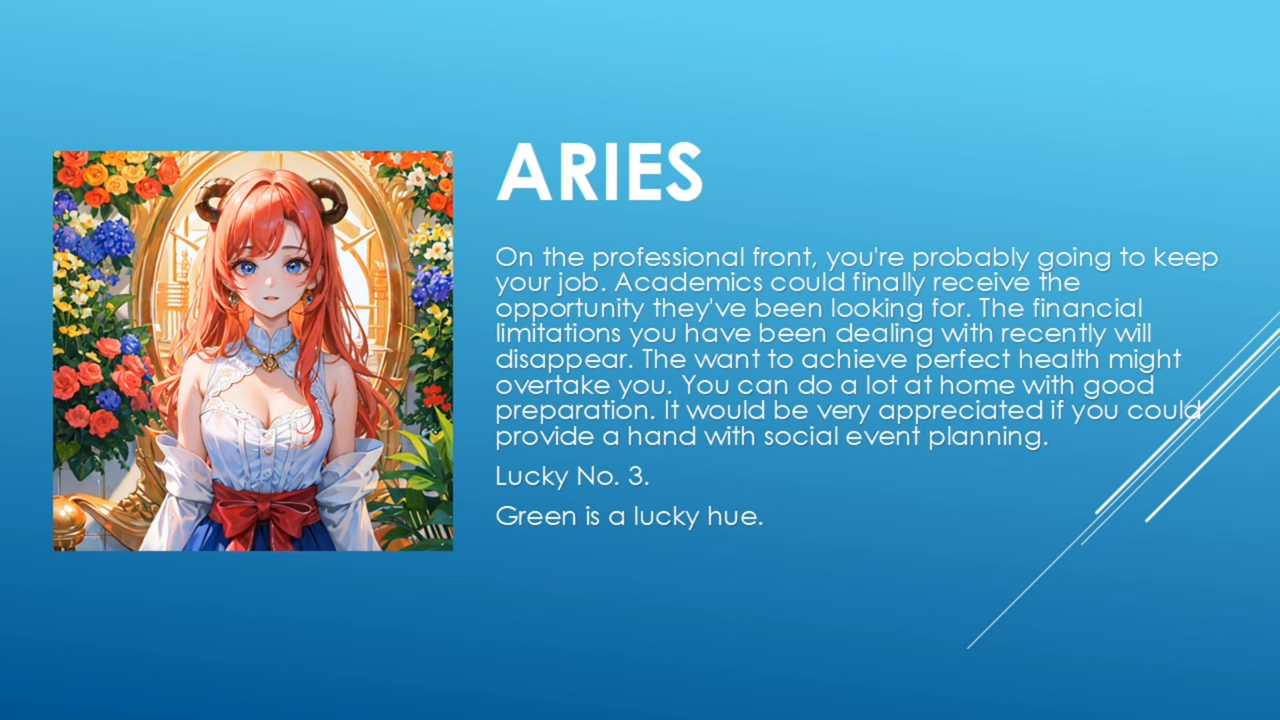 ARIES
On the professional front, you're probably going to keep
your job. Academics could finally receive the
opportunity they've been looking for. The financial
limitations you have been dealing with recently will
disappear. The want to achieve perfect health might
overtake you. You can do a lot at home with good
preparation. It would be very appreciated if you could
provide a hand with social event planning.
Lucky No. 3.
Green is a lucky hue.